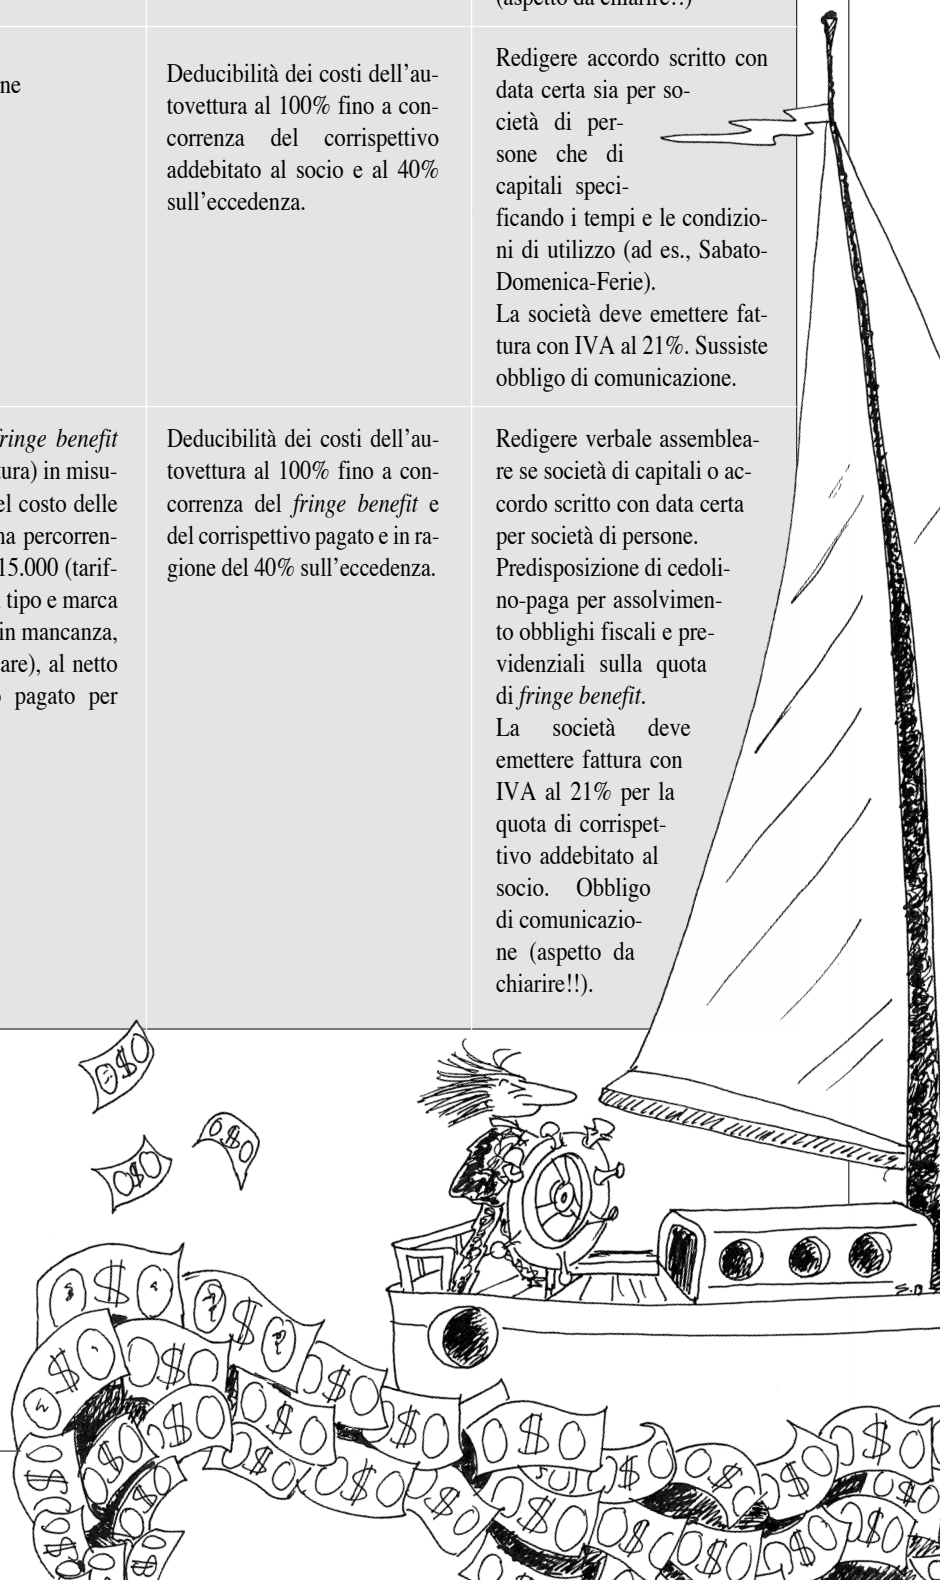 (aspetto da chiarire!!)
ne
Deducibilità dei costi dell'au-
tovettura al 100% fino a con-
correnza del corrispettivo
addebitato al socio e al 40%
sull'eccedenza.
Redigere accordo scritto con
data certa sia per so-
cietà di per-
sone che di
capitali speci-
ficando i tempi e le condizio-
ni di utilizzo (ad es., Sabato-
Domenica-Ferie).
La società deve emettere fat-
tura con IVA al 21%. Sussiste
obbligo di comunicazione.
fringe benefit
tura) in misu-
el costo delle
na percorren-
15.000 (tarif-
tipo e marca
in mancanza,
are), al netto
pagato per
Deducibilità dei costi dell'au-
tovettura al 100% fino a con-
correnza del fringe benefit e
del corrispettivo pagato e in ra-
gione del 40% sull'eccedenza.
Redigere verbale assemblea-
re se società di capitali o ac-
cordo scritto con data certa
per società di persone.
Predisposizione di cedoli-
no-paga per assolvimen-
to obblighi fiscali e pre-
videnziali sulla quota
di fringe benefit.
La società deve
emettere fattura con
IVA al 21% per la
quota di corrispet-
tivo addebitato al
socio. Obbligo
di comunicazio-
ne (aspetto da
chiarire!!).